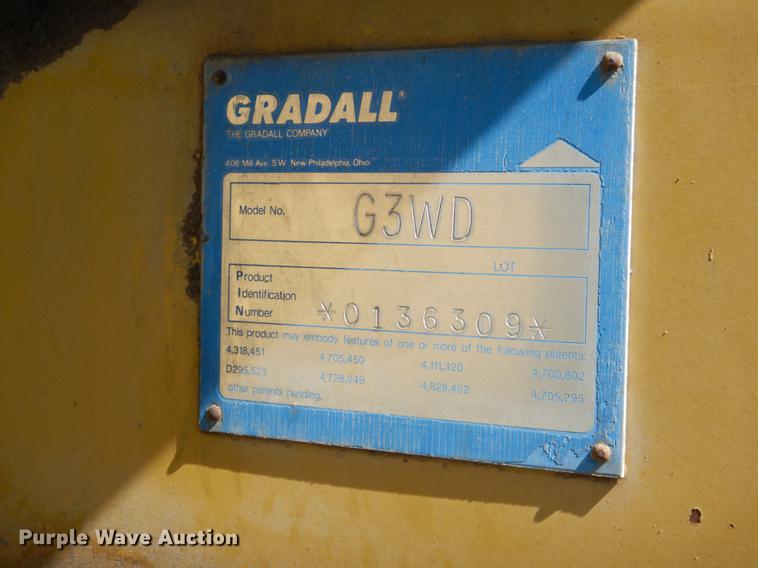 GRADALL®
THE GRADALL COMPANY
406 Mill Ave. S.W. New Philadelphia, Ohio
Model No. G3WD
LOT
Product
Identification
Number *0136309*
This product may embody features of one or more of the following patents:
4,318,451 4,705,450 4,111,320 4,700,802
D295,523 4,728,249 4,828,452 4,705,295
other patents pending.
Purple Wave Auction